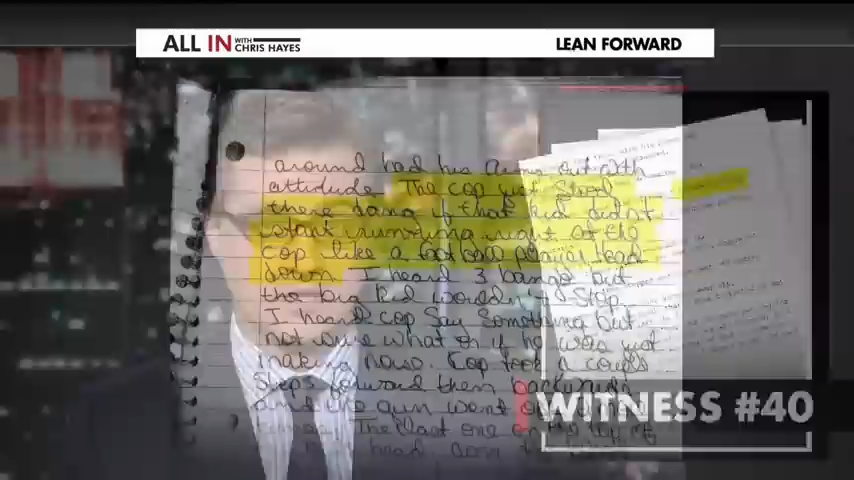 ALL IN WITH CHRIS HAYES
LEAN FORWARD
around had his arms out with
attitude The cop just Stood
there dang if that kid didn't
start running right at the
cop like a foot ball player head
down I heard 3 bangs but
the big kid wouldn't Stop
I heard cop Say Something but
not sure what or if he was just
making noise. Cop took a couple
Steps forward then backwards
and the gun went
The last one on the top of
head.
WITNESS #40